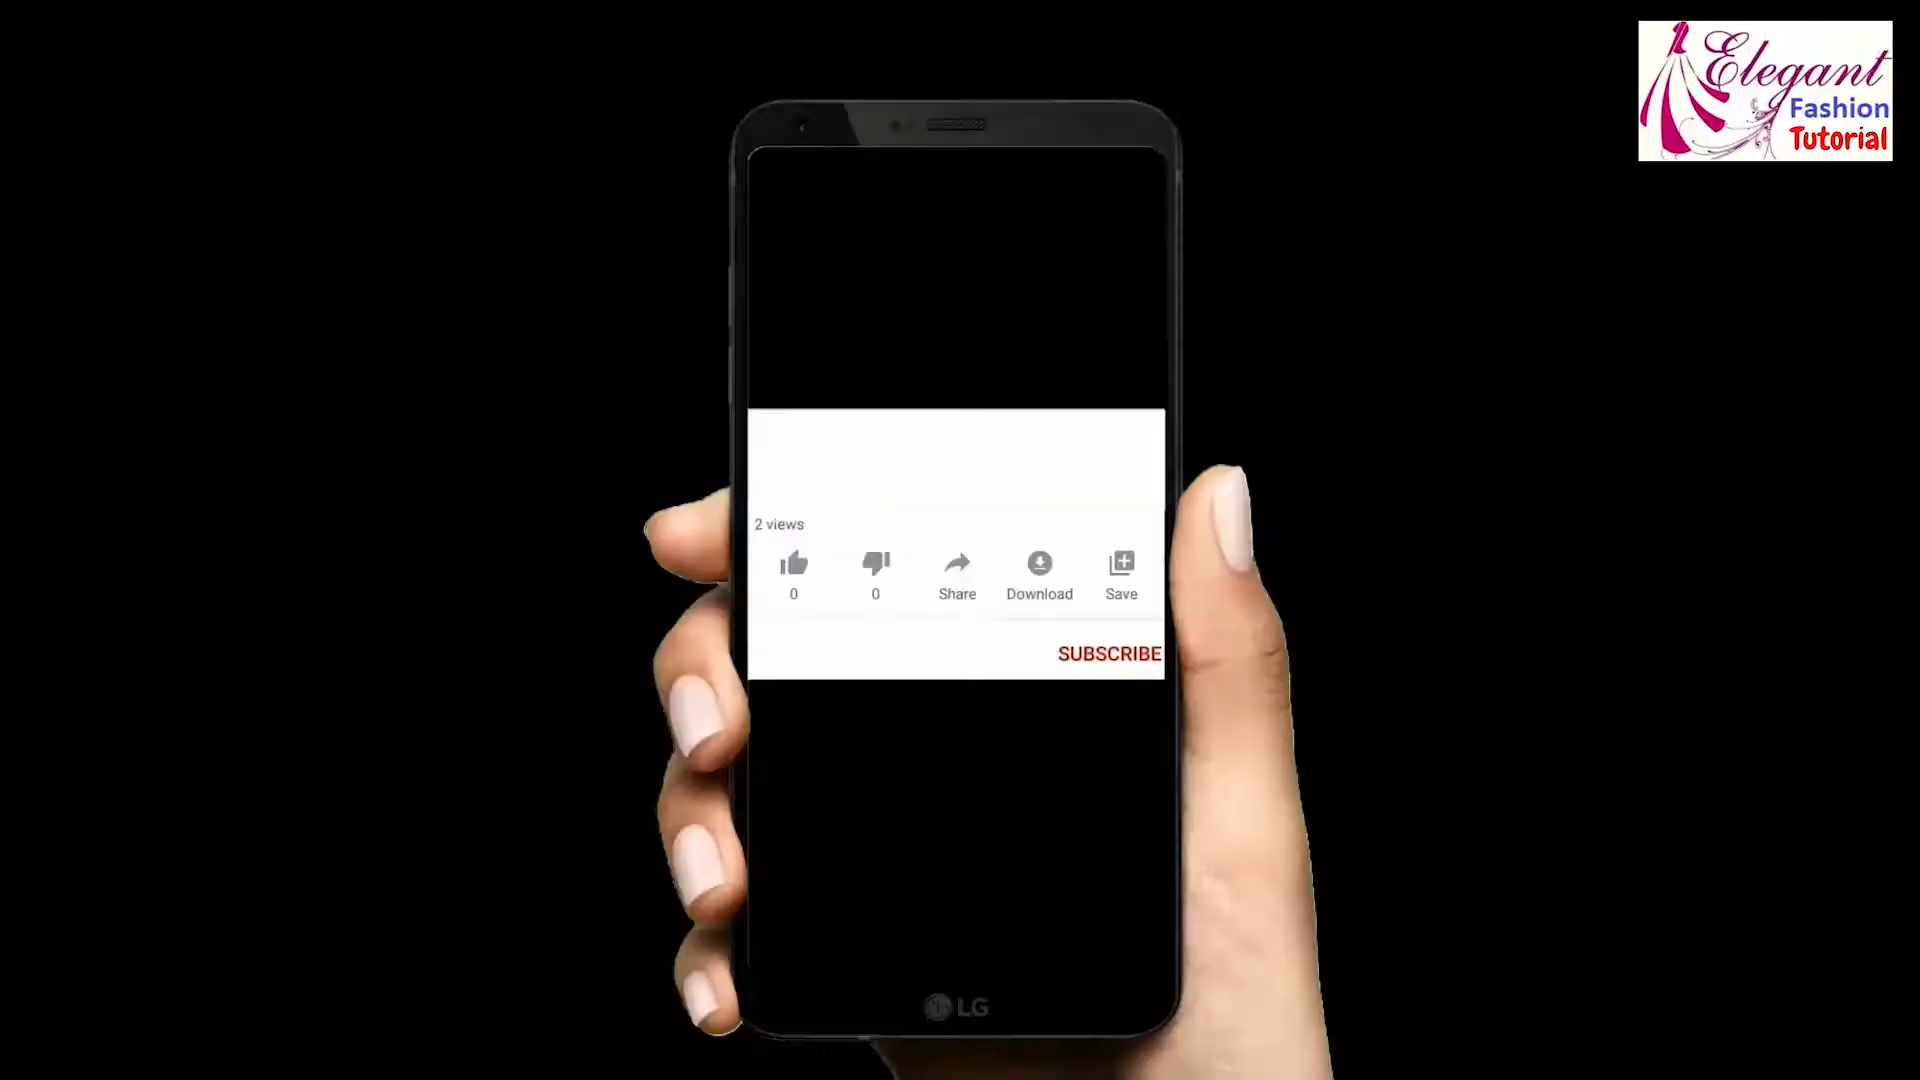 Elegant
Fashion
Tutorial
2 views
0
0
Share
Download
Save
SUBSCRIBE
LG